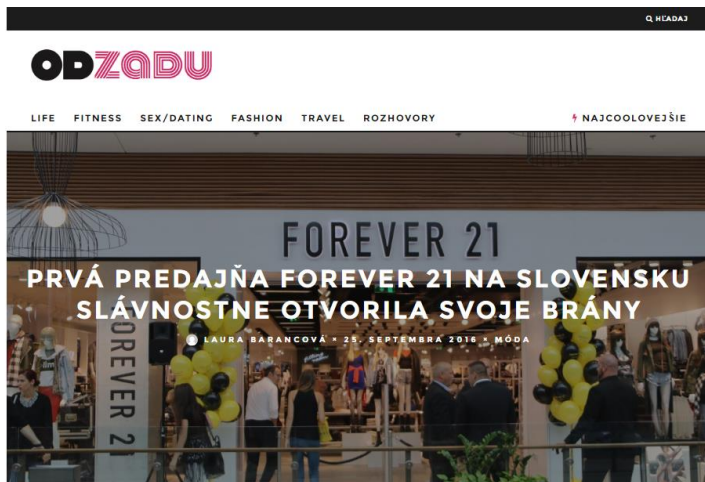 HĽADAJ
ODZADU
LIFE FITNESS SEX/DATING FASHION TRAVEL ROZHOVORY NAJCOOLOVEJŠIE
FOREVER 21
PRVÁ PREDAJŇA FOREVER 21 NA SLOVENSKU
SLÁVNOSTNE OTVORILA SVOJE BRÁNY
LAURA BARANCOVÁ × 25. SEPTEMBRA 2016 × MÓDA
FOREVER 21